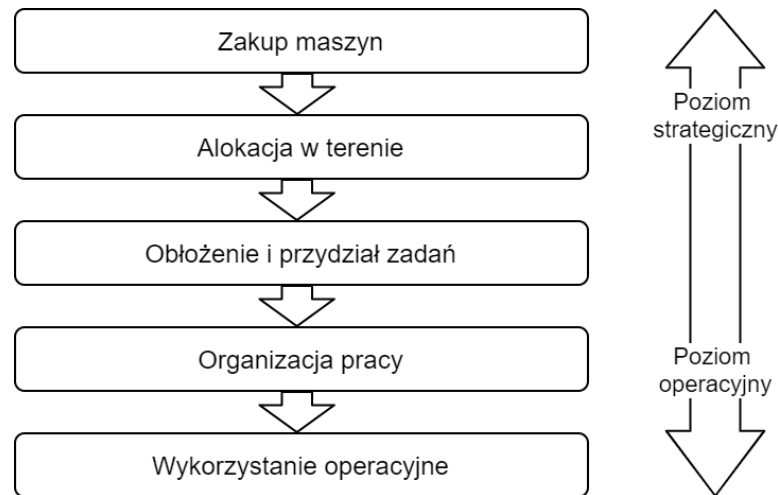 Zakup maszyn
Alokacja w terenie
Obłożenie i przydział zadań
Organizacja pracy
Wykorzystanie operacyjne
Poziom
strategiczny
Poziom
operacyjny